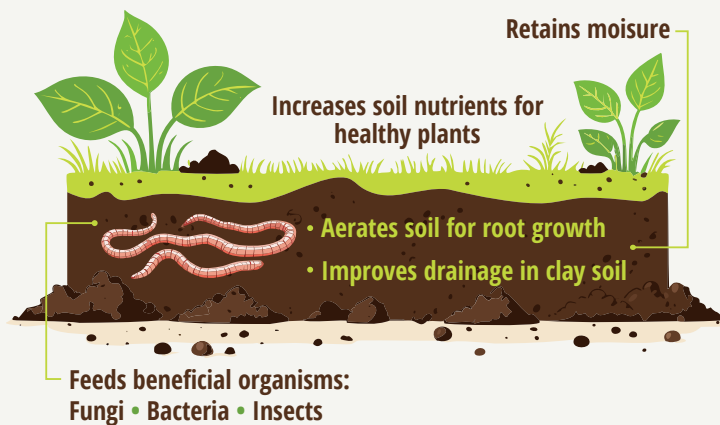 Retains moisure
Increases soil nutrients for
healthy plants
• Aerates soil for root growth
• Improves drainage in clay soil
Feeds beneficial organisms:
Fungi • Bacteria • Insects